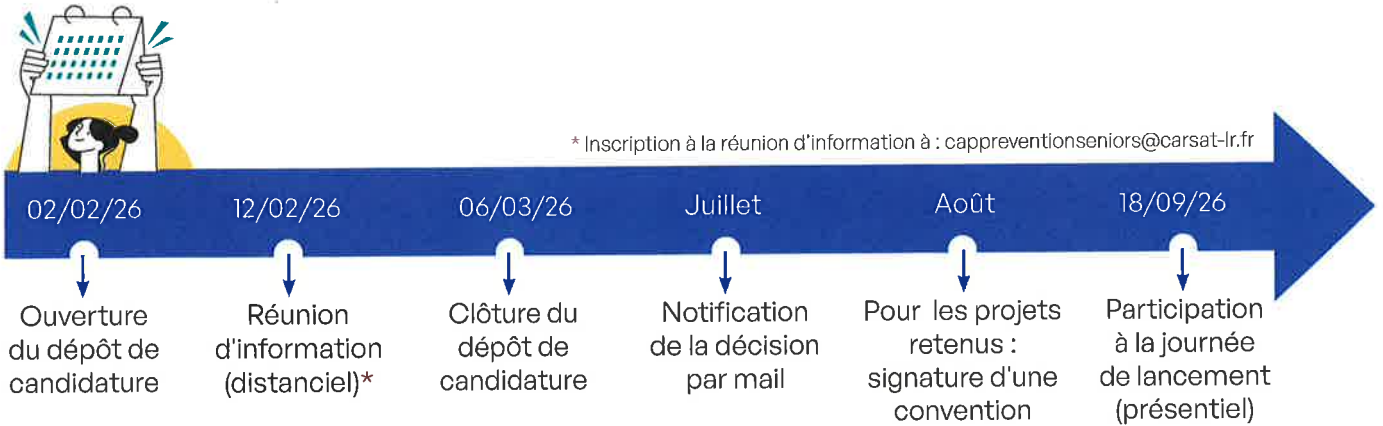 * Inscription à la réunion d'information à : cappreventionseniors@carsat-lr.fr
02/02/26
12/02/26
06/03/26
Juillet
Août
18/09/26
Ouverture
du dépôt de
candidature
Réunion
d'information
(distanciel)*
Clôture du
dépôt de
candidature
Notification
de la décision
par mail
Pour les projets
retenus :
signature d'une
convention
Participation
à la journée
de lancement
(présentiel)